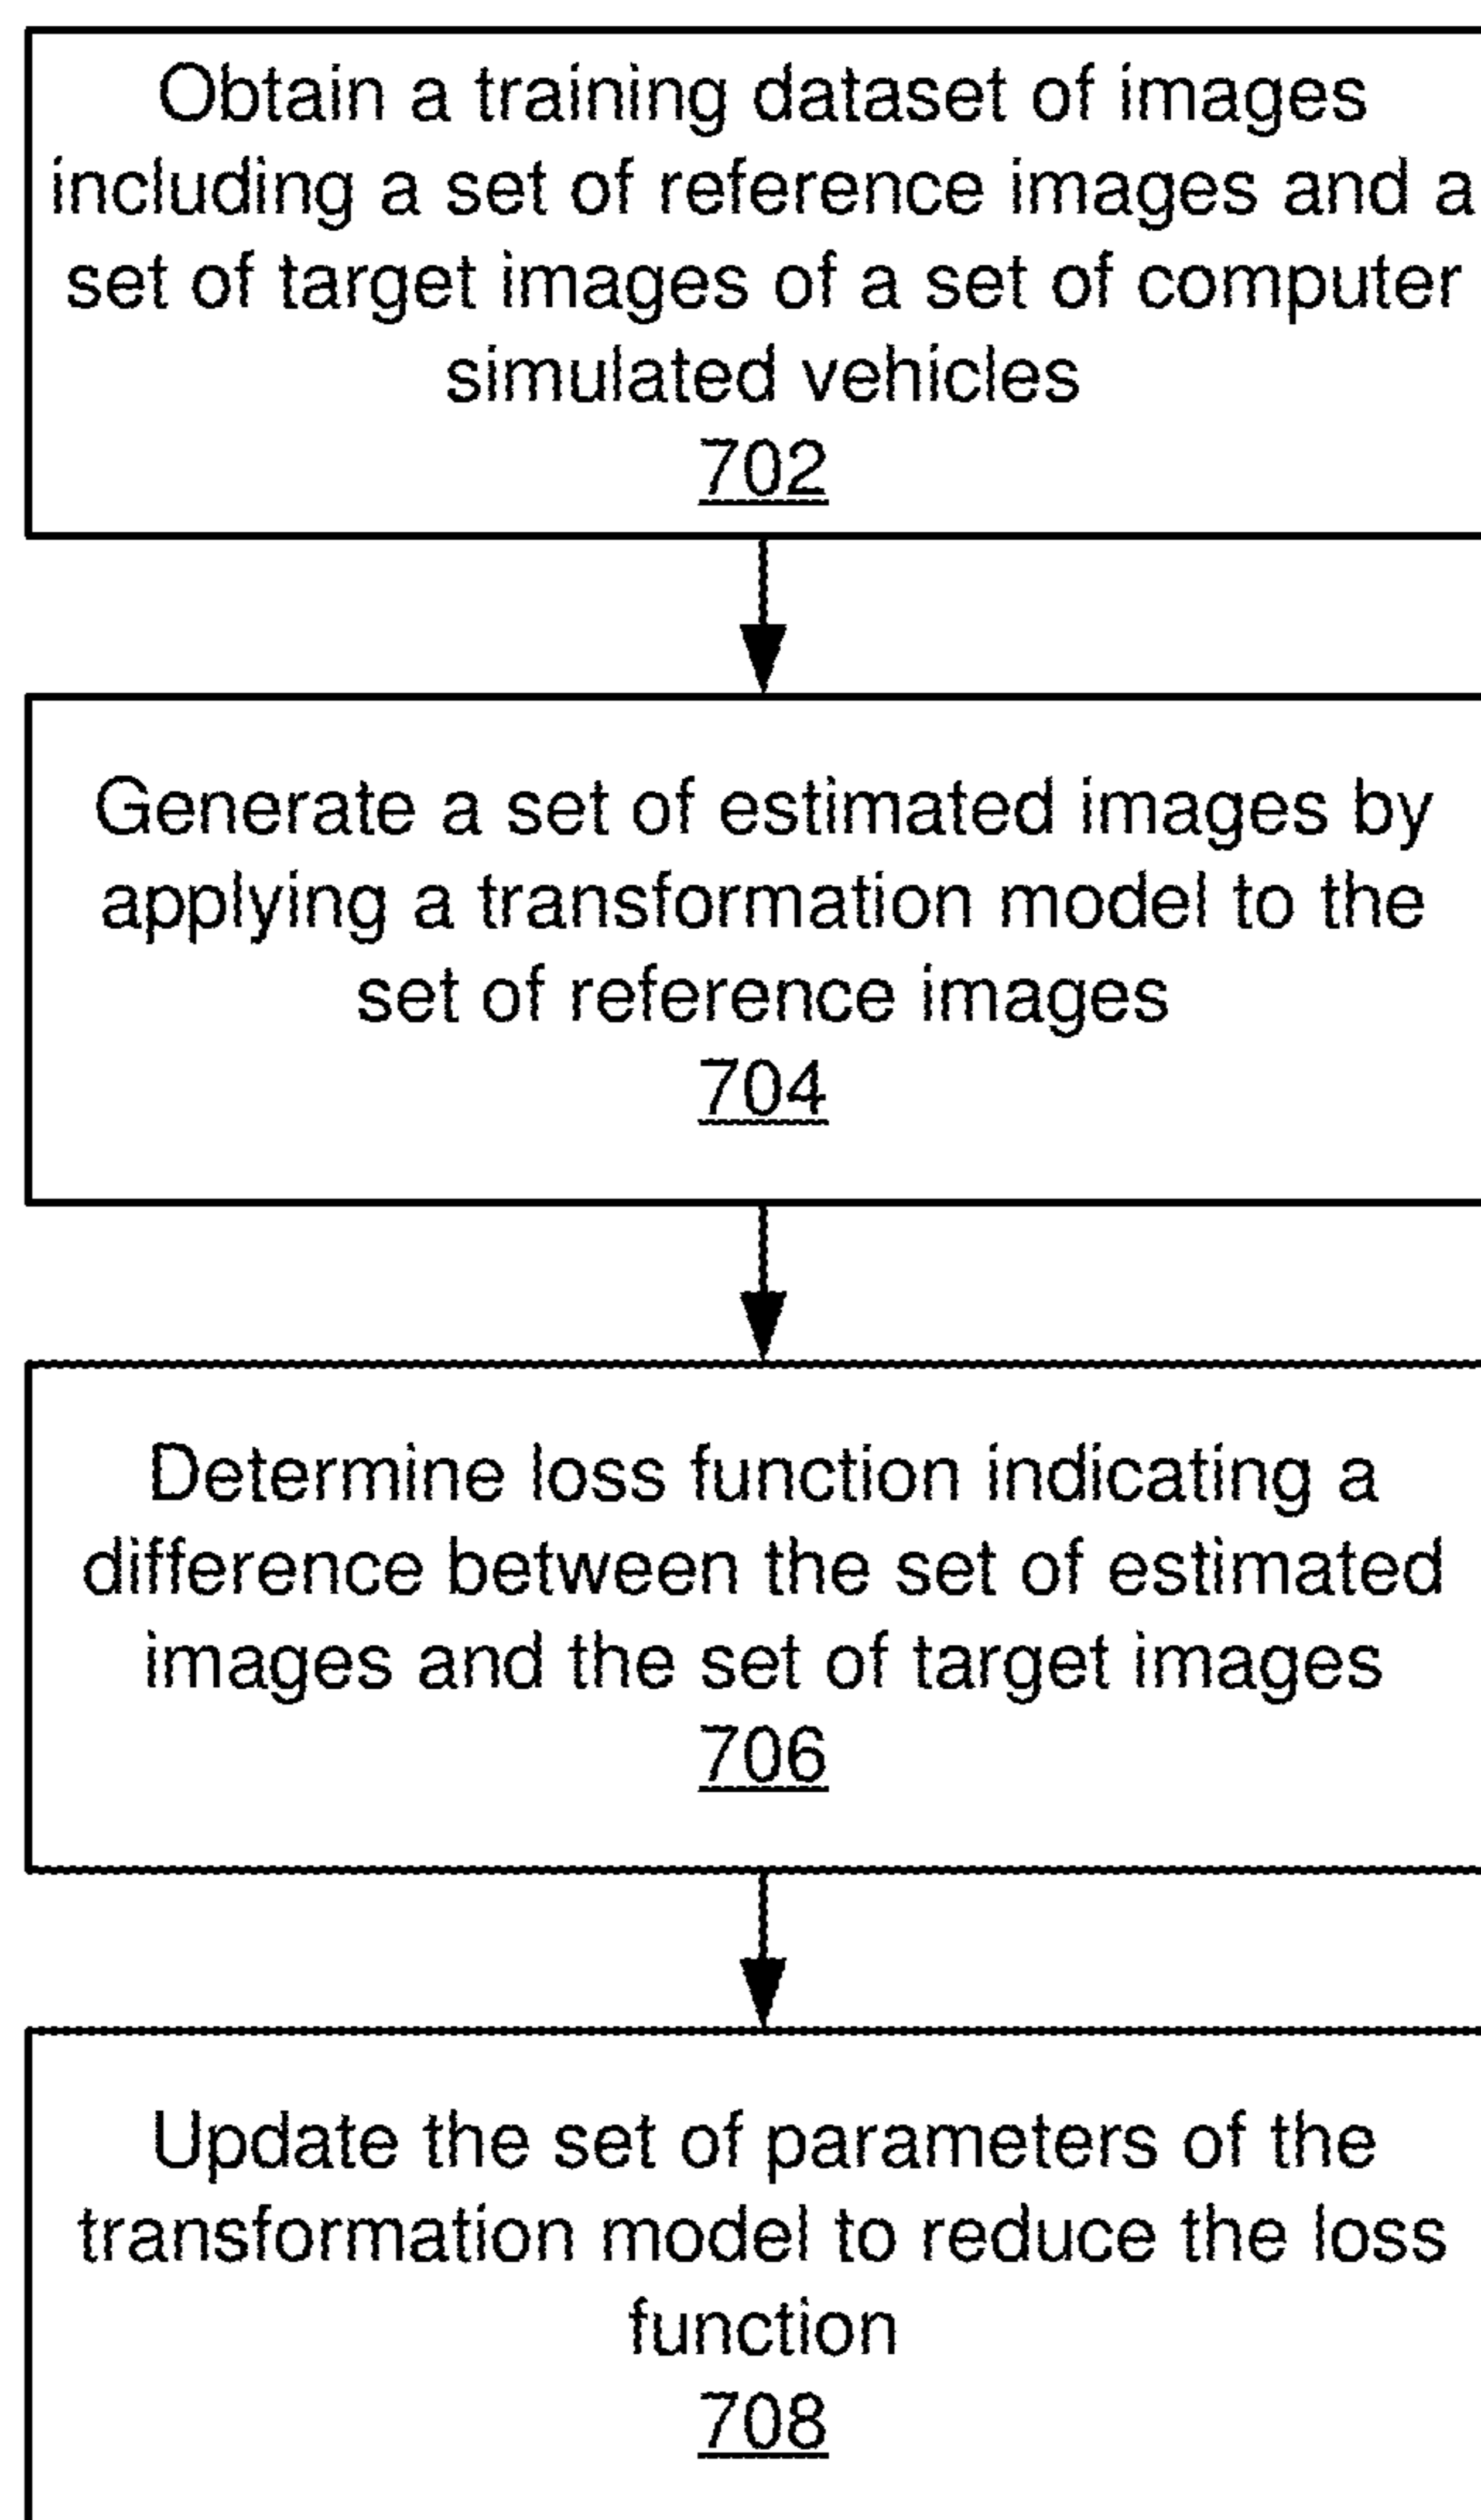 Obtain a training dataset of images
including a set of reference images and a
set of target images of a set of computer
simulated vehicles
702
Generate a set of estimated images by
applying a transformation model to the
set of reference images
704
Determine loss function indicating a
difference between the set of estimated
images and the set of target images
706
Update the set of parameters of the
transformation model to reduce the loss
function
708